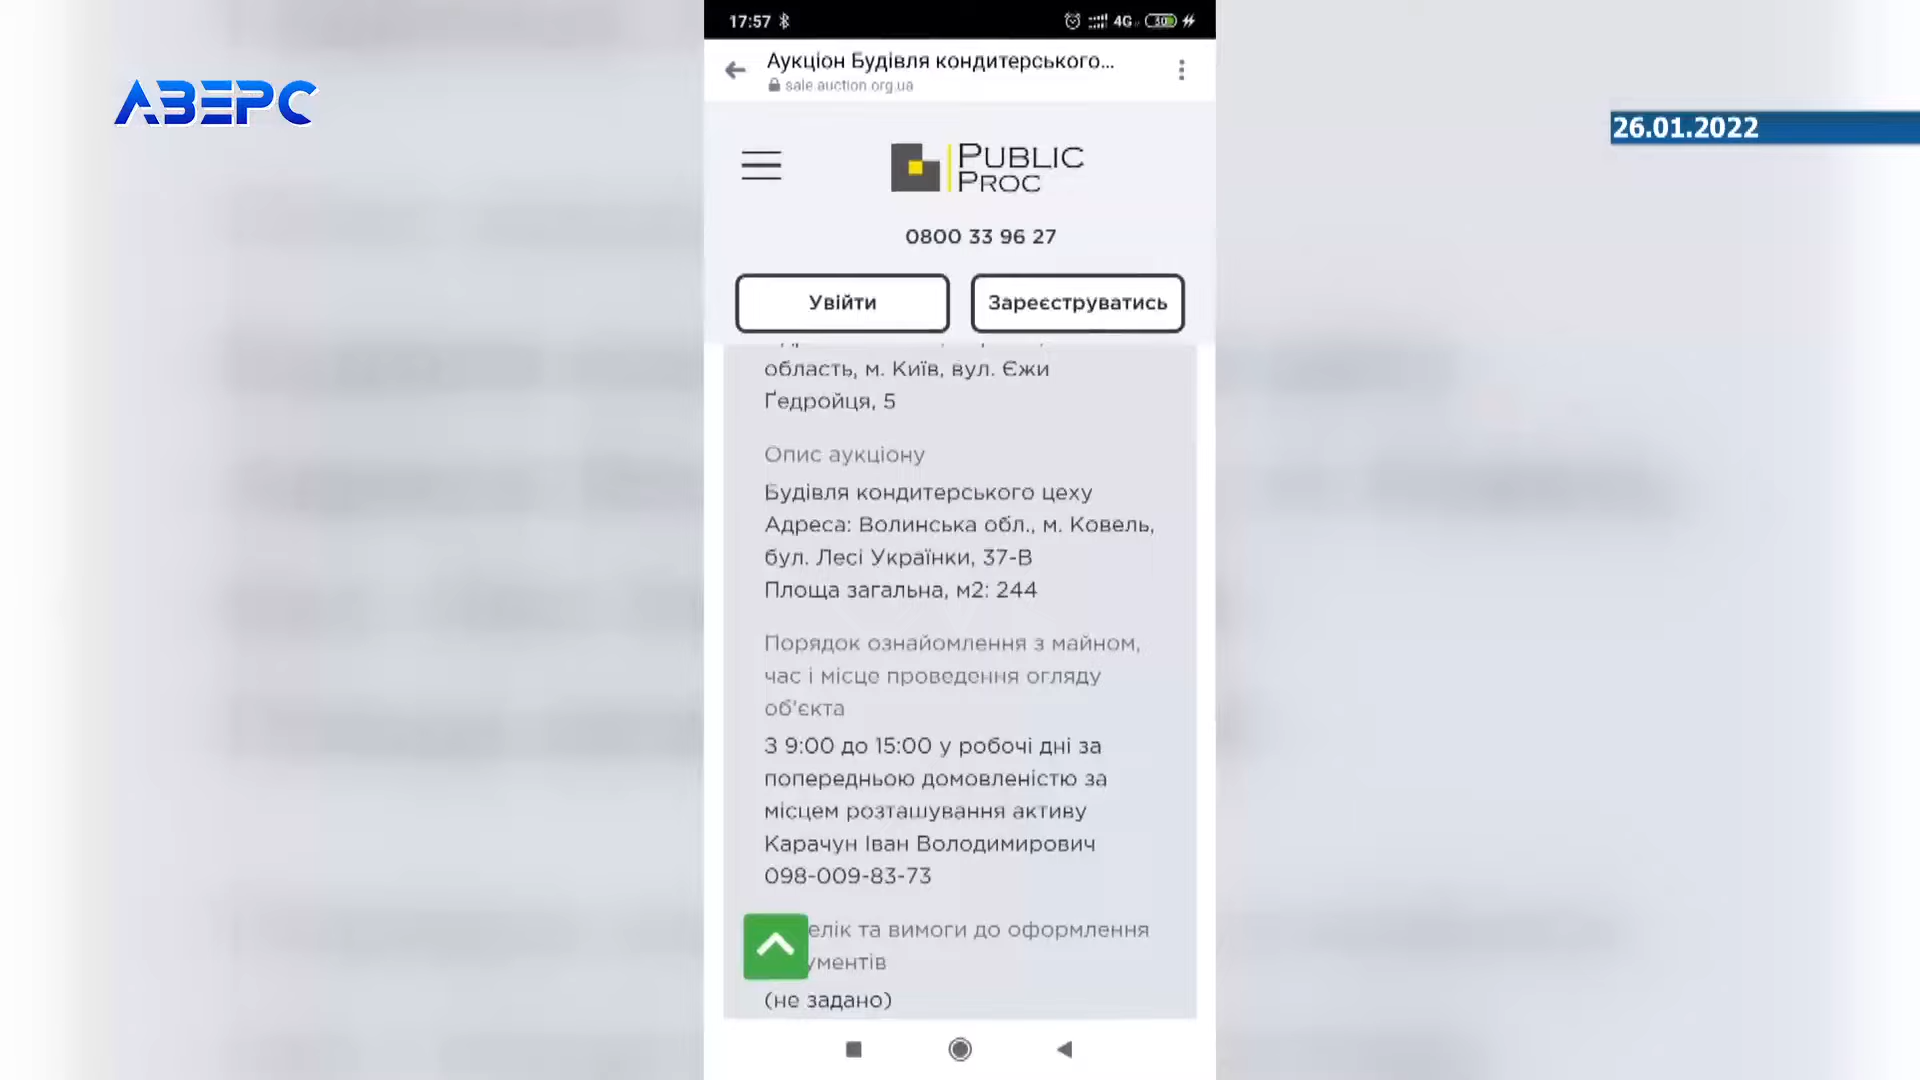 АВЕРС
26.01.2022
17:57
4G
30
Аукціон Будівля кондитерського...
sale.auction.org.ua
PUBLIC
PROC
0800 33 96 27
Увійти
Зареєструватись
область, м. Київ, вул. Єжи
Ґедройця, 5
Опис аукціону
Будівля кондитерського цеху
Адреса: Волинська обл., м. Ковель,
бул. Лесі Українки, 37-В
Площа загальна, м2: 244
Порядок ознайомлення з майном,
час і місце проведення огляду
об'єкта
З 9:00 до 15:00 у робочі дні за
попередньою домовленістю за
місцем розташування активу
Карачун Іван Володимирович
098-009-83-73
елік та вимоги до оформлення
ументів
(не задано)